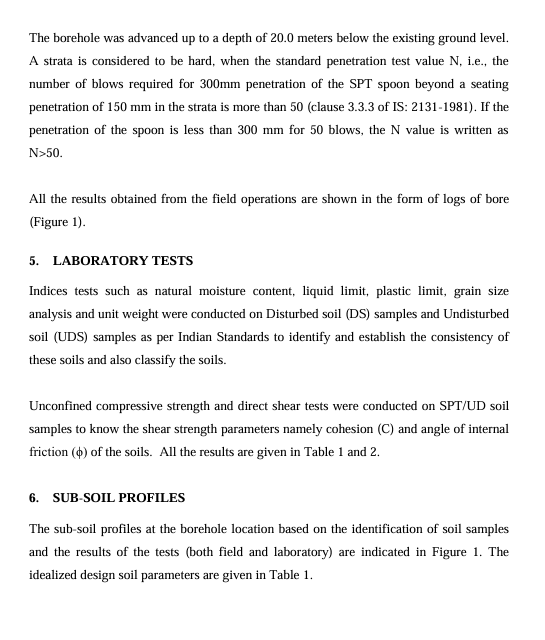 The borehole was advanced up to a depth of 20.0 meters below the existing ground level.
A strata is considered to be hard, when the standard penetration test value N, i.e., the
number of blows required for 300mm penetration of the SPT spoon beyond a seating
penetration of 150 mm in the strata is more than 50 (clause 3.3.3 of IS: 2131-1981). If the
penetration of the spoon is less than 300 mm for 50 blows, the N value is written as
N>50.
All the results obtained from the field operations are shown in the form of logs of bore
(Figure 1).
5. LABORATORY TESTS
Indices tests such as natural moisture content, liquid limit, plastic limit, grain size
analysis and unit weight were conducted on Disturbed soil (DS) samples and Undisturbed
soil (UDS) samples as per Indian Standards to identify and establish the consistency of
these soils and also classify the soils.
Unconfined compressive strength and direct shear tests were conducted on SPT/UD soil
samples to know the shear strength parameters namely cohesion (C) and angle of internal
friction (ϕ) of the soils. All the results are given in Table 1 and 2.
6. SUB-SOIL PROFILES
The sub-soil profiles at the borehole location based on the identification of soil samples
and the results of the tests (both field and laboratory) are indicated in Figure 1. The
idealized design soil parameters are given in Table 1.